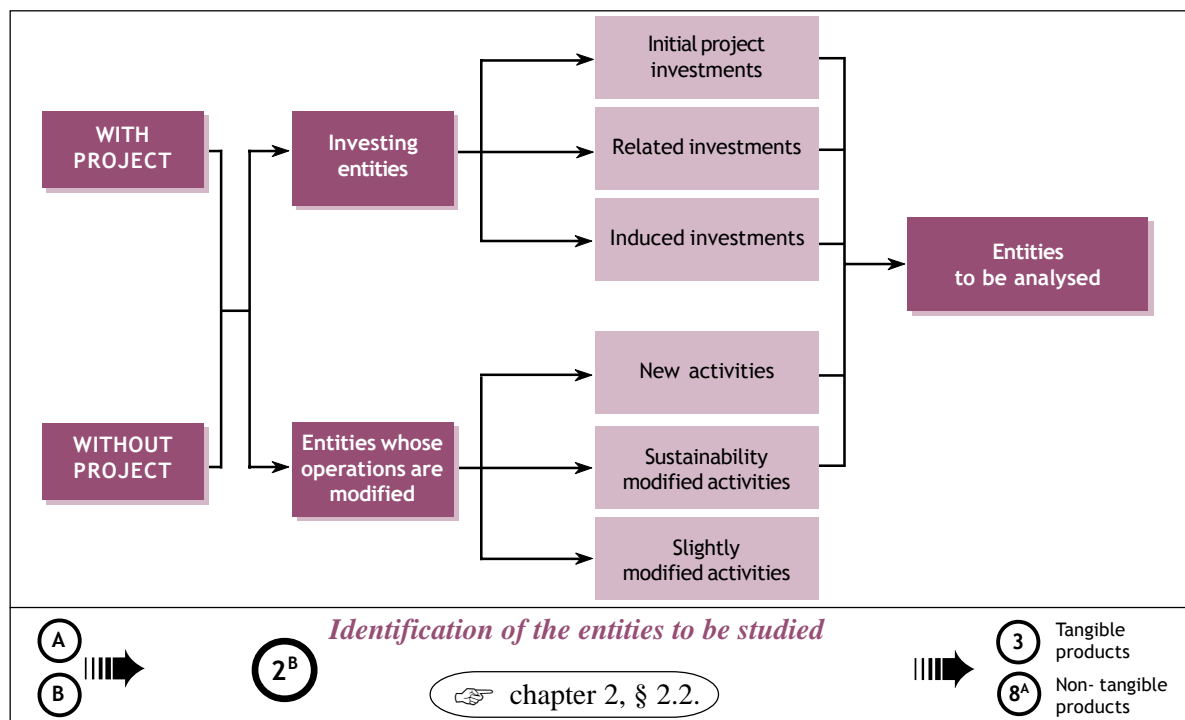 Initial project
investments
WITH
PROJECT
Investing
entities
Related investments
Induced investments
Entities
to be analysed
New activities
WITHOUT
PROJECT
Entities whose
operations are
modified
Sustainability
modified activities
Slightly
modified activities
Identification of the entities to be studied
A
B
2B
☞ chapter 2, § 2.2.
3
Tangible
products
8A
Non- tangible
products